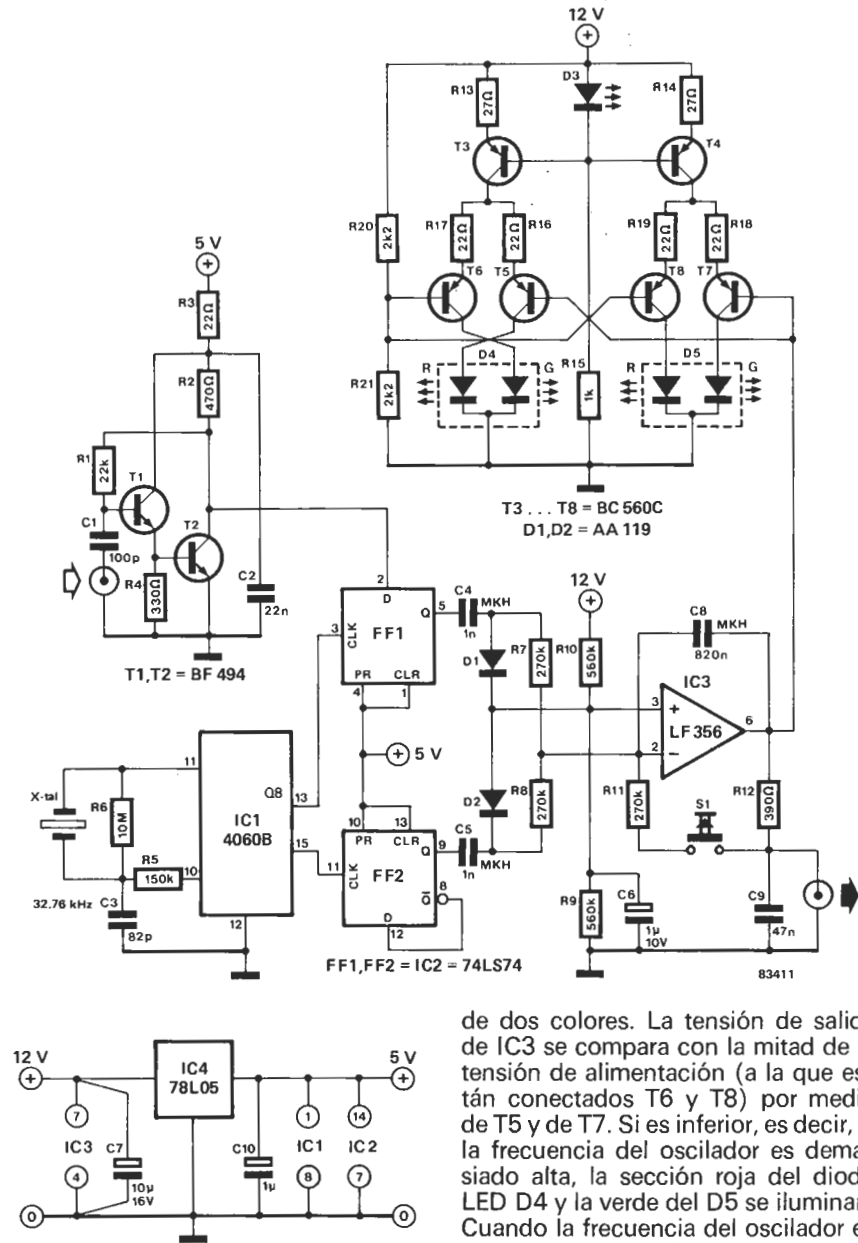 12 V
5 V
R3
22Ω
R2
470Ω
R1
22k
T1
C1
100p
T2
R4
330Ω
C2
22n
T1,T2 = BF 494
R13
27Ω
D3
R14
27Ω
T3
T4
R20
2k2
R17
22Ω
R16
22Ω
R19
22Ω
R18
22Ω
T6
T5
T8
T7
R21
2k2
R
D4
G
R15
1k
R
D5
G
T3 . . . T8 = BC 560C
D1,D2 = AA 119
2
D
3
CLK
FF1
Q
5
PR
CLR
4
1
5 V
10
13
PR
CLR
11
CLK
FF2
Q
9
Q̅
8
D
12
FF1,FF2 = IC2 = 74LS74
X-tal
R6
10M
R5
150k
32.76 kHz
C3
82p
11
10
12
IC1
4060B
Q8
13
15
C4
MKH
1n
D1
R7
270k
12 V
R10
560k
D2
R8
270k
C5
MKH
1n
R9
560k
C6
1µ
10V
C8
MKH
820n
IC3
LF 356
3
+
2
−
6
R11
270k
S1
R12
390Ω
C9
47n
83411
12 V
IC4
78L05
5 V
7
IC3
4
C7
10µ
16V
C10
1µ
1
IC1
8
14
IC2
7
0
0
de dos colores. La tensión de salid
de IC3 se compara con la mitad de
tensión de alimentación (a la que es
tán conectados T6 y T8) por medi
de T5 y de T7. Si es inferior, es decir,
la frecuencia del oscilador es dema
siado alta, la sección roja del diod
LED D4 y la verde del D5 se iluminar
Cuando la frecuencia del oscilador e